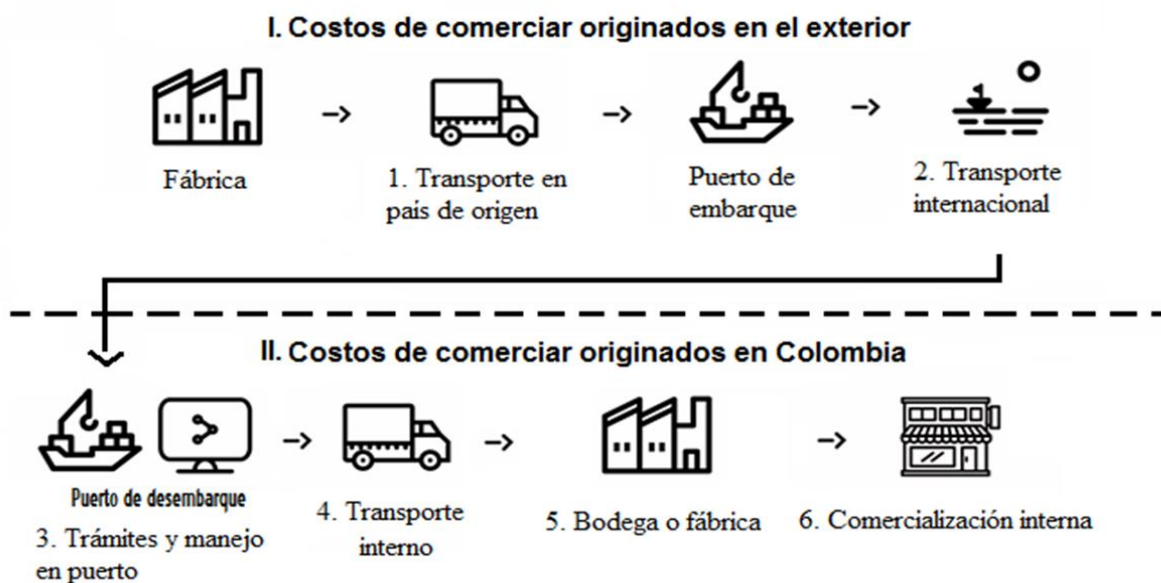 I. Costos de comerciar originados en el exterior
Fábrica
1. Transporte en
país de origen
Puerto de
embarque
2. Transporte
internacional
II. Costos de comerciar originados en Colombia
Puerto de desembarque
3. Trámites y manejo
en puerto
4. Transporte
interno
5. Bodega o fábrica
6. Comercialización interna